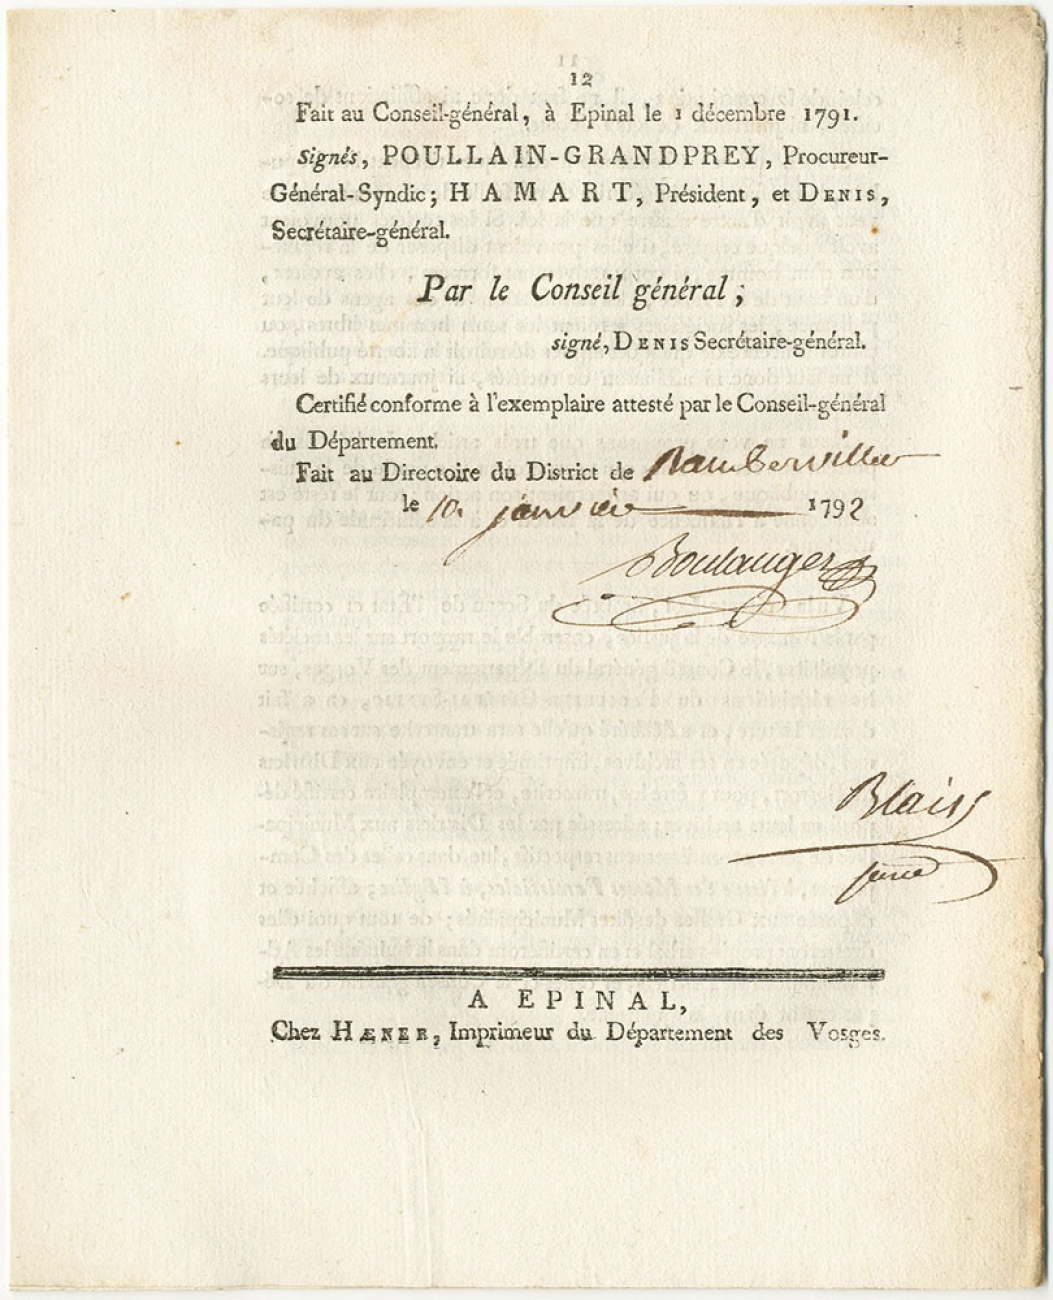 12
Fait au Conseil-général, à Epinal le 1 décembre 1791.
Signés, POULLAIN-GRANDPREY, Procureur-
Général-Syndic; HAMART, Président, et DENIS,
Secrétaire-général.
Par le Conseil général;
signé, DENIS Secrétaire-général.
Certifié conforme à l'exemplaire attesté par le Conseil-général
du Département.
Fait au Directoire du District de Rambervillers
le 10. janvier 1792
Boulanger
Blaise
A EPINAL,
Chez HÆNER, Imprimeur du Département des Vosges.